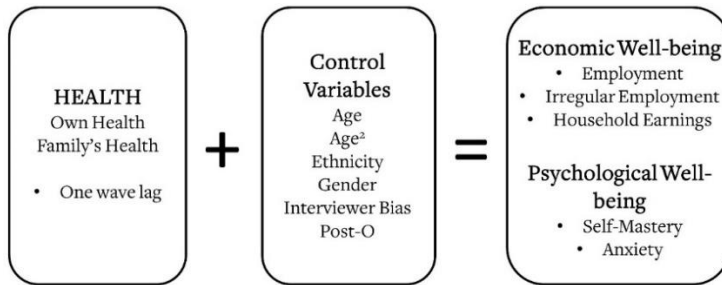 HEALTH
Own Health
Family's Health
• One wave lag
+
Control
Variables
Age
Age²
Ethnicity
Gender
Interviewer Bias
Post-O
=
Economic Well-being
• Employment
• Irregular Employment
• Household Earnings
Psychological Well-
being
• Self-Mastery
• Anxiety